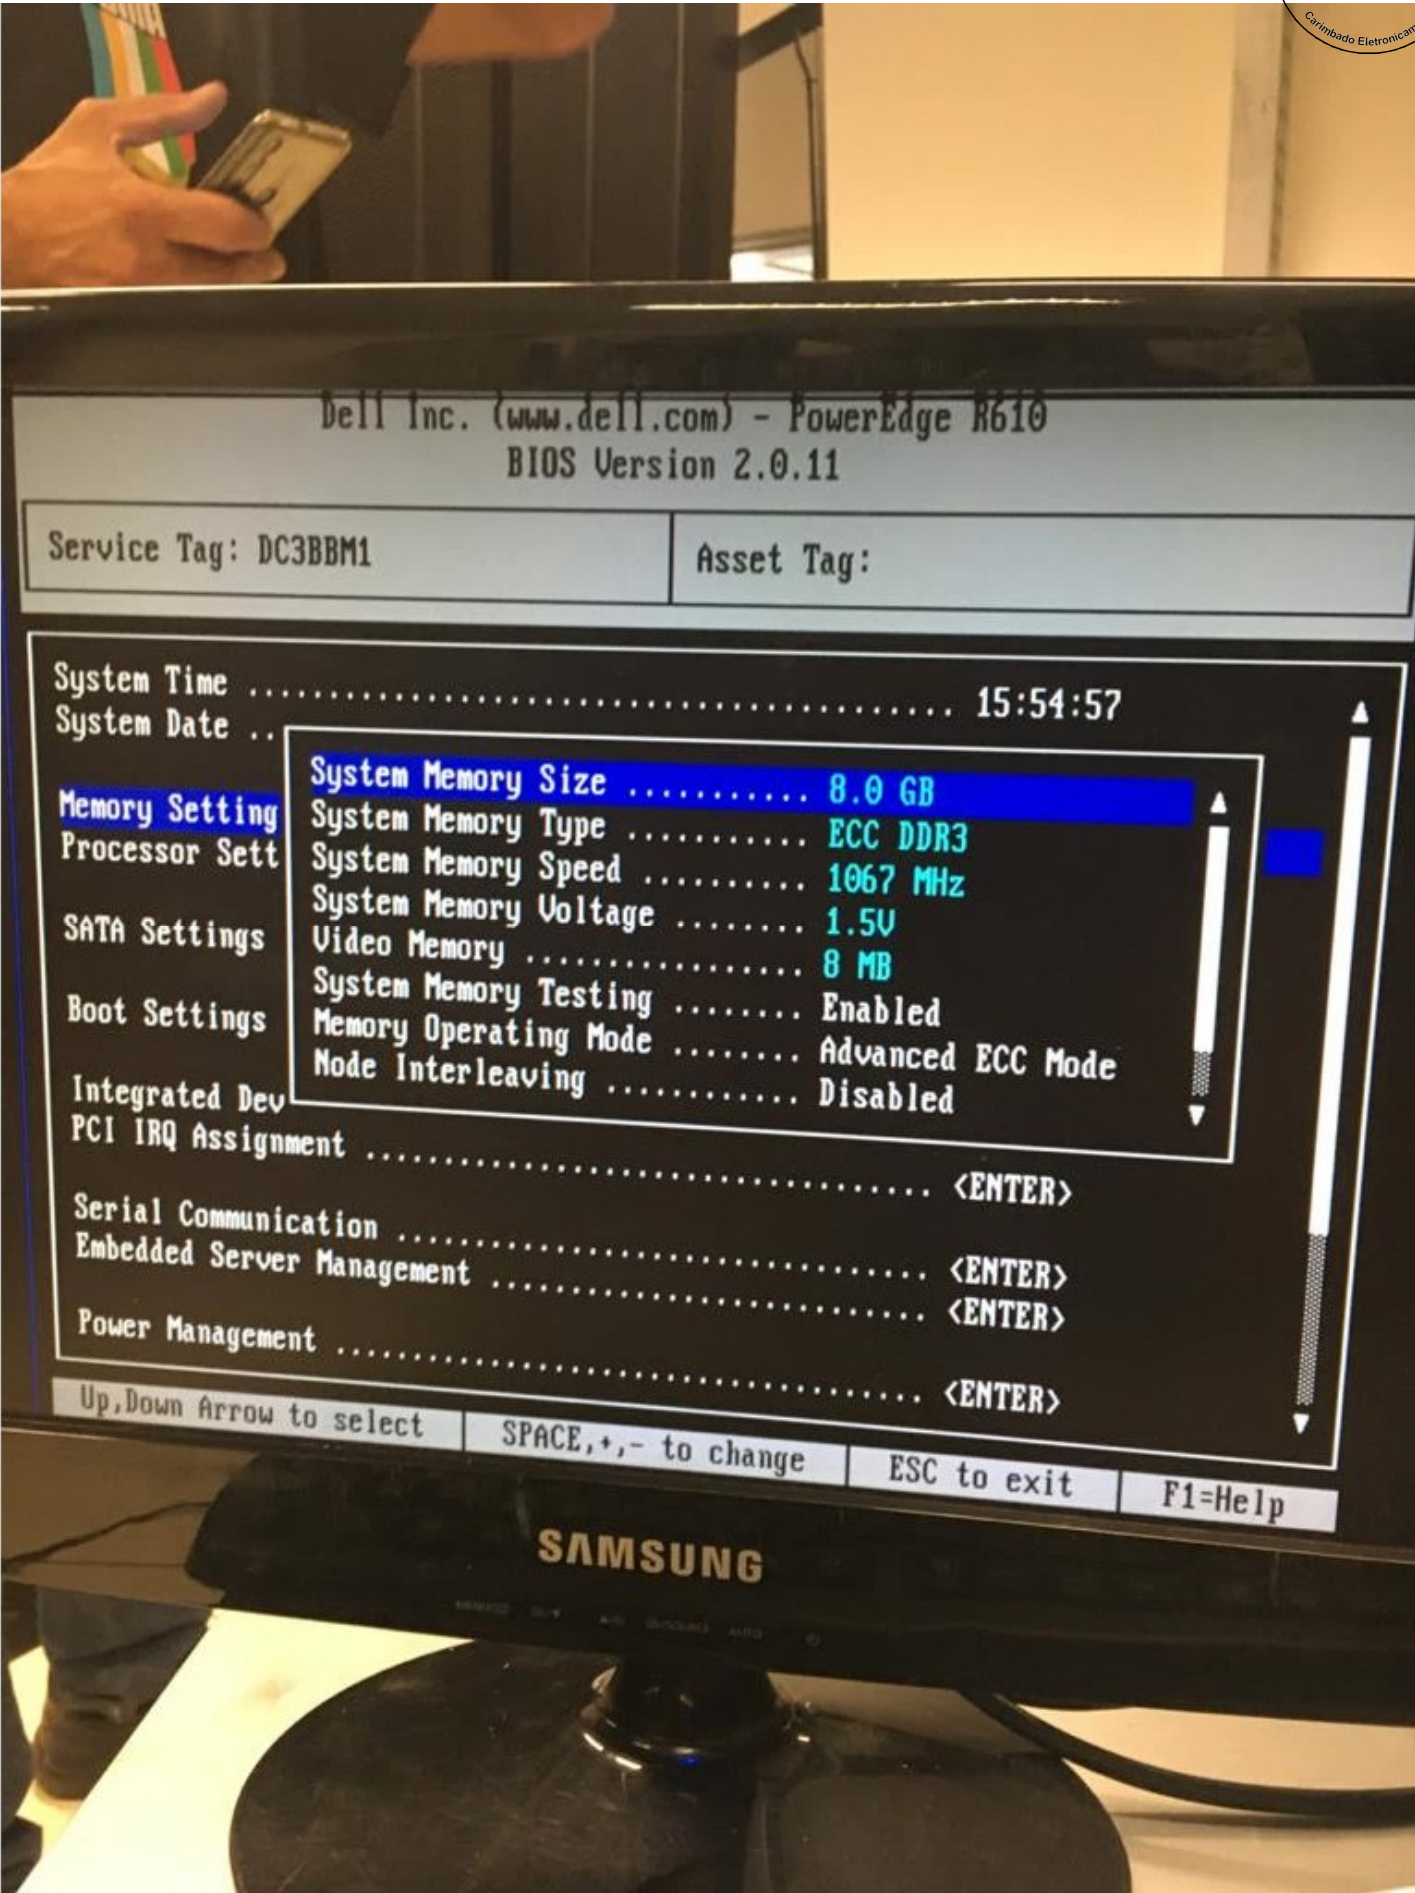 Carimbado Eletronicam
Dell Inc. (www.dell.com) - PowerEdge R610
BIOS Version 2.0.11
Service Tag: DC3BBM1
Asset Tag:
System Time ............................................. 15:54:57
System Date ..
System Memory Size ........... 8.0 GB
Memory Setting
System Memory Type ........... ECC DDR3
Processor Sett
System Memory Speed .......... 1067 MHz
System Memory Voltage ........ 1.5V
SATA Settings
Video Memory ................. 8 MB
System Memory Testing ........ Enabled
Boot Settings
Memory Operating Mode ........ Advanced ECC Mode
Node Interleaving ............ Disabled
Integrated Dev
PCI IRQ Assignment .................................... <ENTER>
Serial Communication .................................. <ENTER>
Embedded Server Management ............................ <ENTER>
Power Management ...................................... <ENTER>
Up,Down Arrow to select
SPACE,+,- to change
ESC to exit
F1=Help
SAMSUNG